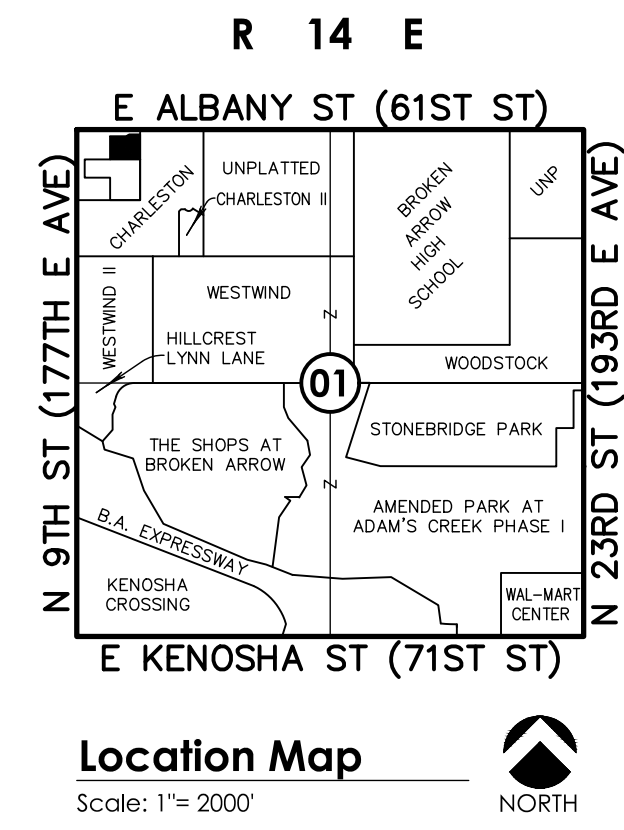 R 14 E
E ALBANY ST (61ST ST)
N 9TH ST (177TH E AVE)
N 23RD ST (193RD E AVE)
UNPLATTED
CHARLESTON
CHARLESTON II
BROKEN
ARROW
HIGH
SCHOOL
UNP
WESTWIND II
WESTWIND
Z
HILLCREST
LYNN LANE
WOODSTOCK
01
THE SHOPS AT
BROKEN ARROW
STONEBRIDGE PARK
Z
AMENDED PARK AT
ADAM'S CREEK PHASE I
B.A. EXPRESSWAY
KENOSHA
CROSSING
WAL-MART
CENTER
E KENOSHA ST (71ST ST)
Location Map
Scale: 1"= 2000'
NORTH